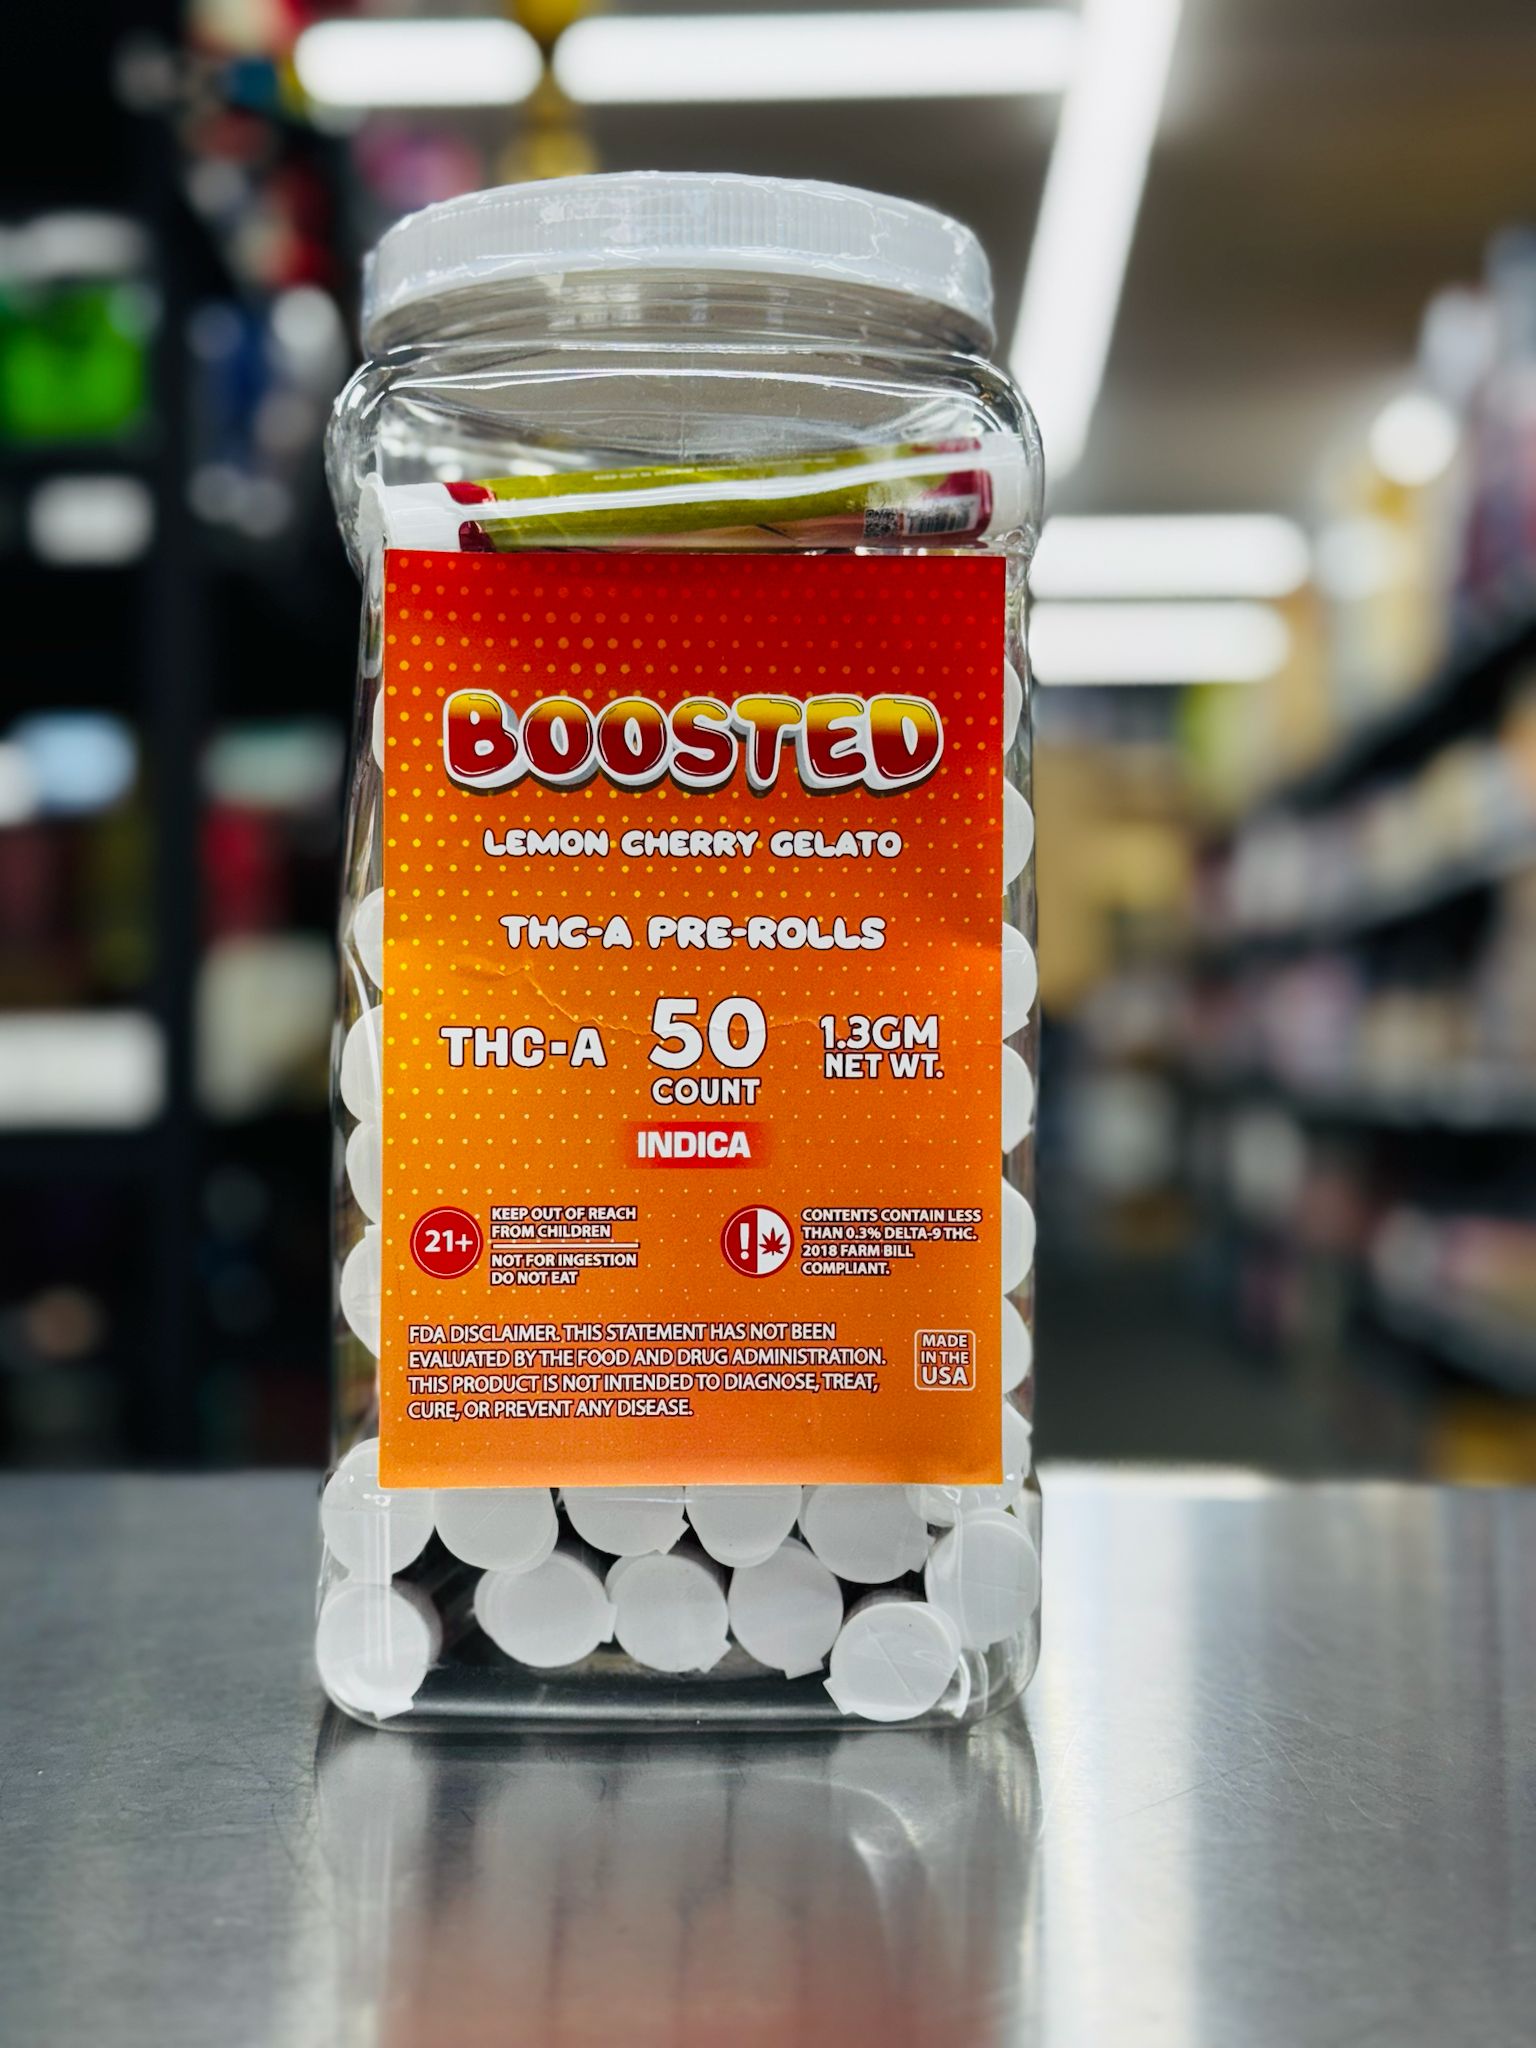 BOOSTED
LEMON CHERRY GELATO
THC-A PRE-ROLLS
THC-A
50
COUNT
1.3GM
NET WT.
INDICA
21+
KEEP OUT OF REACH
FROM CHILDREN
NOT FOR INGESTION
DO NOT EAT
!
CONTENTS CONTAIN LESS
THAN 0.3% DELTA-9 THC.
2018 FARM BILL
COMPLIANT.
FDA DISCLAIMER. THIS STATEMENT HAS NOT BEEN
EVALUATED BY THE FOOD AND DRUG ADMINISTRATION.
THIS PRODUCT IS NOT INTENDED TO DIAGNOSE, TREAT,
CURE, OR PREVENT ANY DISEASE.
MADE
IN THE
USA